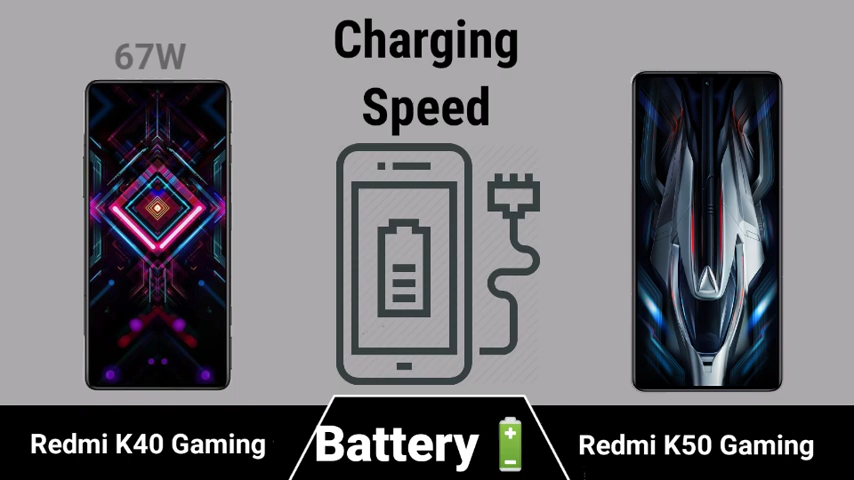 67W
Charging
Speed
Redmi K40 Gaming
Battery
Redmi K50 Gaming